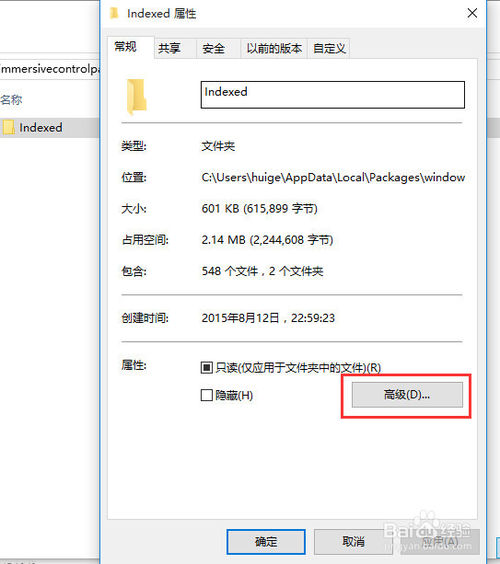 Indexed 属性
常规 共享 安全 以前的版本 自定义
mmersivecontrolpa
名称
Indexed
Indexed
类型: 文件夹
位置: C:\Users\huige\AppData\Local\Packages\window
大小: 601 KB (615,899 字节)
占用空间: 2.14 MB (2,244,608 字节)
包含: 548 个文件，2 个文件夹
创建时间: 2015年8月12日，22:59:23
属性: 只读(仅应用于文件夹中的文件)(R)
隐藏(H)
高级(D)...
确定 取消 应用(A)
Baidu经验
jingyan.baidu.com